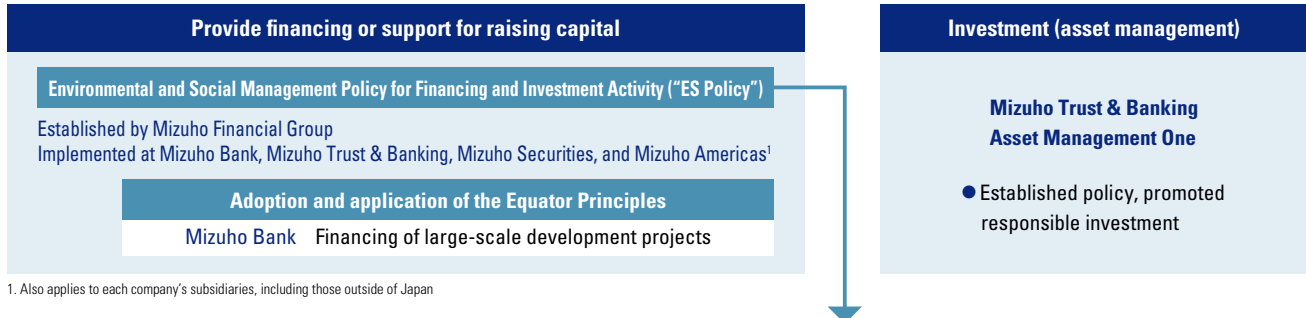 Provide financing or support for raising capital
Environmental and Social Management Policy for Financing and Investment Activity (“ES Policy”)
Established by Mizuho Financial Group
Implemented at Mizuho Bank, Mizuho Trust & Banking, Mizuho Securities, and Mizuho Americas¹
Adoption and application of the Equator Principles
Mizuho Bank Financing of large-scale development projects
1. Also applies to each company’s subsidiaries, including those outside of Japan
Investment (asset management)
Mizuho Trust & Banking
Asset Management One
● Established policy, promoted
responsible investment